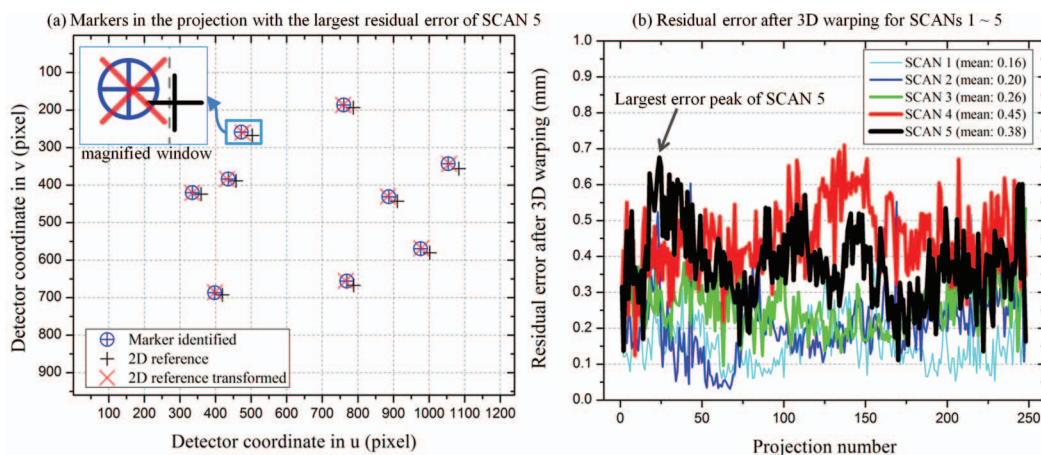 (a) Markers in the projection with the largest residual error of SCAN 5
Detector coordinate in v (pixel)
100
200
300
400
500
600
700
800
900
magnified window
Marker identified
2D reference
2D reference transformed
100 200 300 400 500 600 700 800 900 1000 1100 1200
Detector coordinate in u (pixel)
(b) Residual error after 3D warping for SCANs 1 ~ 5
Residual error after 3D warping (mm)
1.0
0.9
0.8
0.7
0.6
0.5
0.4
0.3
0.2
0.1
0.0
SCAN 1 (mean: 0.16)
SCAN 2 (mean: 0.20)
SCAN 3 (mean: 0.26)
SCAN 4 (mean: 0.45)
SCAN 5 (mean: 0.38)
Largest error peak of SCAN 5
0 50 100 150 200 250
Projection number